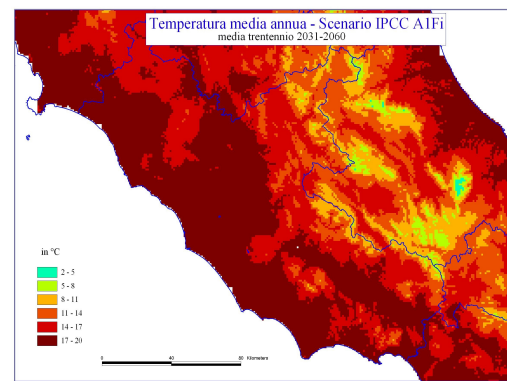 Temperatura media annua - Scenario IPCC A1Fi
media trentennio 2031-2060
in °C
2 - 5
5 - 8
8 - 11
11 - 14
14 - 17
17 - 20
0 40 80 Kilometers